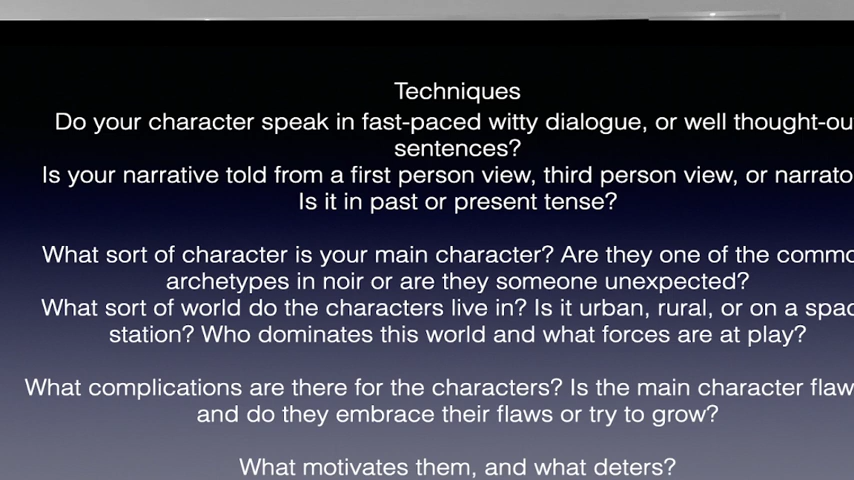 Techniques
Do your character speak in fast-paced witty dialogue, or well thought-ou
sentences?
Is your narrative told from a first person view, third person view, or narrato
Is it in past or present tense?
What sort of character is your main character? Are they one of the commo
archetypes in noir or are they someone unexpected?
What sort of world do the characters live in? Is it urban, rural, or on a spac
station? Who dominates this world and what forces are at play?
What complications are there for the characters? Is the main character flaw
and do they embrace their flaws or try to grow?
What motivates them, and what deters?